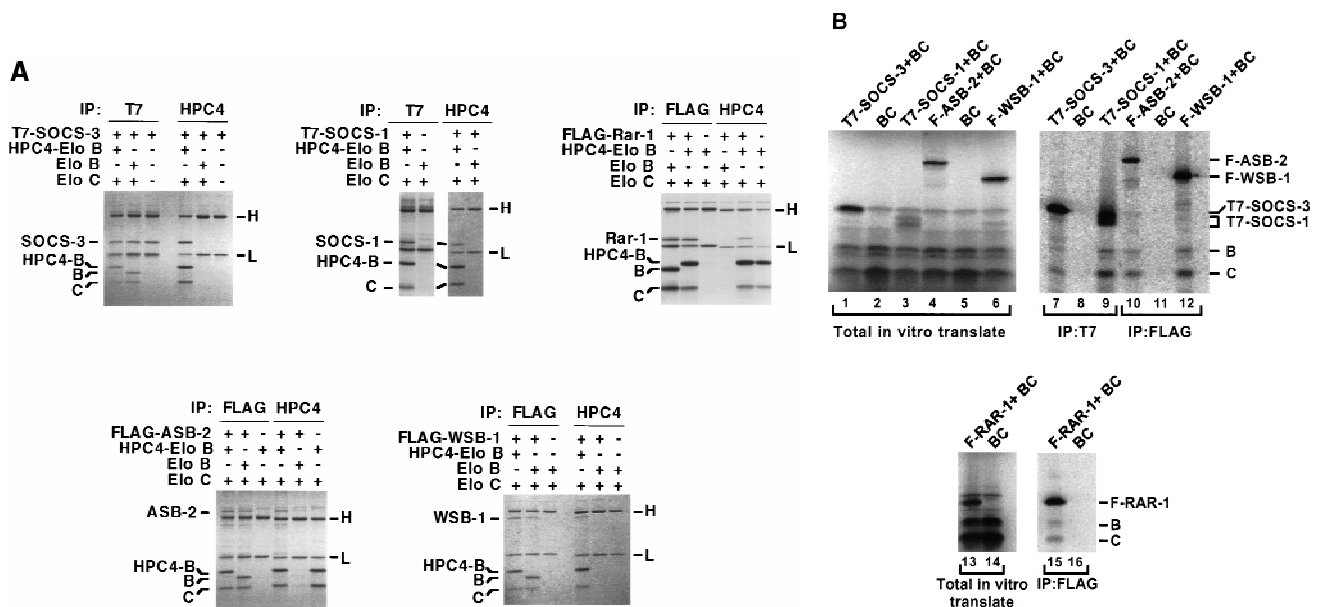 A
IP: T7 HPC4
T7-SOCS-3 + + + + + +
HPC4-Elo B + - - + - -
Elo B - + - - + -
Elo C + + - + + -
H
SOCS-3
L
HPC4-B
B
C
IP: T7 HPC4
T7-SOCS-1 + - + -
HPC4-Elo B + - + -
Elo B - + - +
Elo C + + + +
H
SOCS-1
L
HPC4-B
C
IP: FLAG HPC4
FLAG-Rar-1 + + - + + -
HPC4-Elo B - + + - + +
Elo B + - - + - -
Elo C + + + + + +
H
Rar-1
L
HPC4-B
B
C
IP: FLAG HPC4
FLAG-ASB-2 + + - + + -
HPC4-Elo B + - + + - +
Elo B - + - - + -
Elo C + + + + + +
ASB-2
H
L
HPC4-B
B
C
IP: FLAG HPC4
FLAG-WSB-1 + + - + + -
HPC4-Elo B + - - + - -
Elo B - + + - + +
Elo C + + + + + +
WSB-1
H
L
HPC4-B
B
C
B
T7-SOCS-3+BC
BC
T7-SOCS-1+BC
F-ASB-2+BC
BC
F-WSB-1+BC
T7-SOCS-3+BC
BC
T7-SOCS-1+BC
F-ASB-2+BC
BC
F-WSB-1+BC
F-ASB-2
F-WSB-1
T7-SOCS-3
T7-SOCS-1
B
C
1 2 3 4 5 6 7 8 9 10 11 12
Total in vitro translate IP:T7 IP:FLAG
F-RAR-1+ BC
BC
F-RAR-1+ BC
BC
F-RAR-1
B
C
13 14 15 16
Total in vitro IP:FLAG
translate